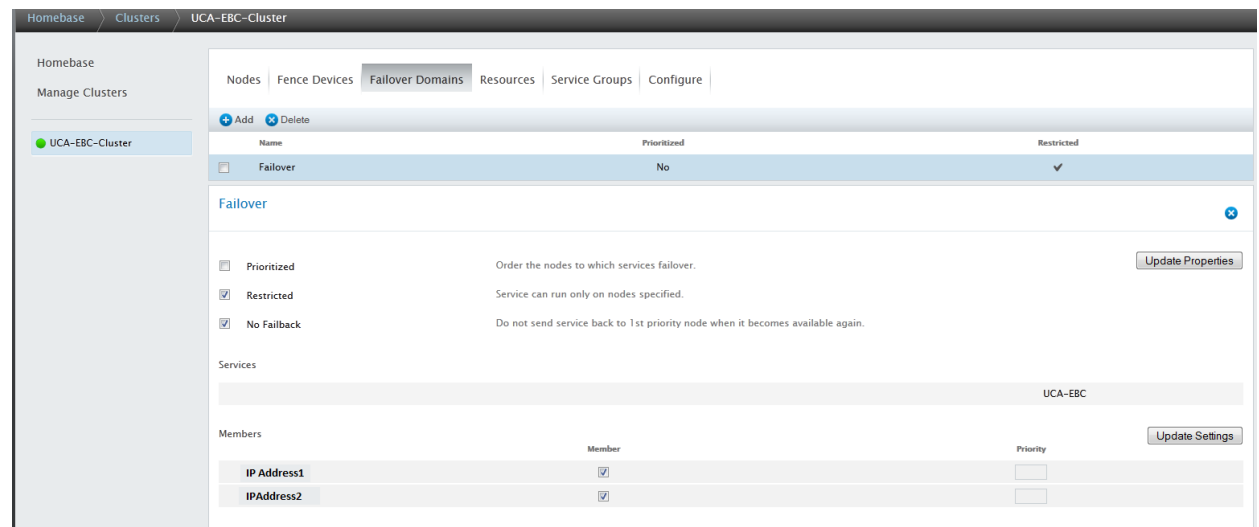 Homebase Clusters UCA-EBC-Cluster
Homebase
Manage Clusters
UCA-EBC-Cluster
Nodes Fence Devices Failover Domains Resources Service Groups Configure
Add Delete
Name Prioritized Restricted
Failover No
Failover
Prioritized Order the nodes to which services failover. Update Properties
Restricted Service can run only on nodes specified.
No Failback Do not send service back to 1st priority node when it becomes available again.
Services
UCA-EBC
Members Update Settings
Member Priority
IP Address1
IPAddress2